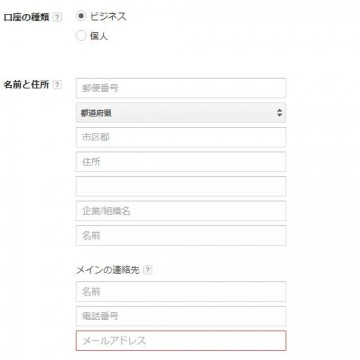 口座の種類 ? ビジネス
個人
名前と住所 ? 郵便番号
都道府県
市区郡
住所
企業/組織名
名前
メインの連絡先 ?
名前
電話番号
メールアドレス